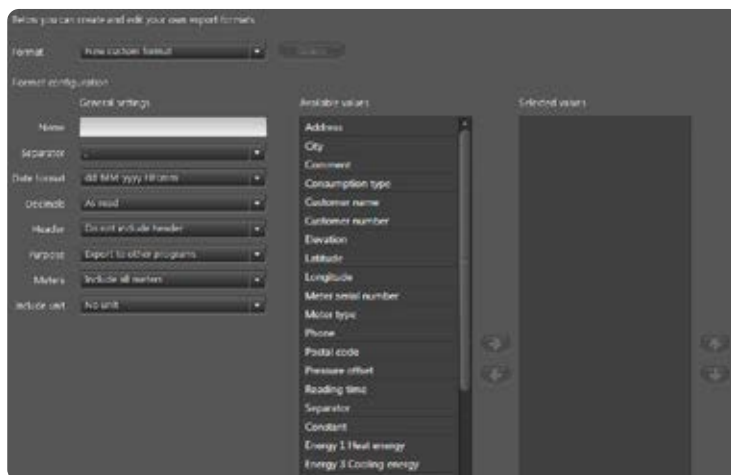 Below you can create and edit your own export formats
Format
New custom format
Format configuration
General settings
Name
Separator
Date format
dd MM yyyy HH:mm
Decimals
As read
Header
Do not include header
Purpose
Export to other programs
Meters
Include all meters
Include unit
No unit
Available values
Address
City
Comment
Consumption type
Customer name
Customer number
Elevation
Latitude
Longitude
Meter serial number
Meter type
Phone
Postal code
Pressure offset
Reading time
Separator
Constant
Energy 1 Heat energy
Energy 3 Cooling energy
Selected values